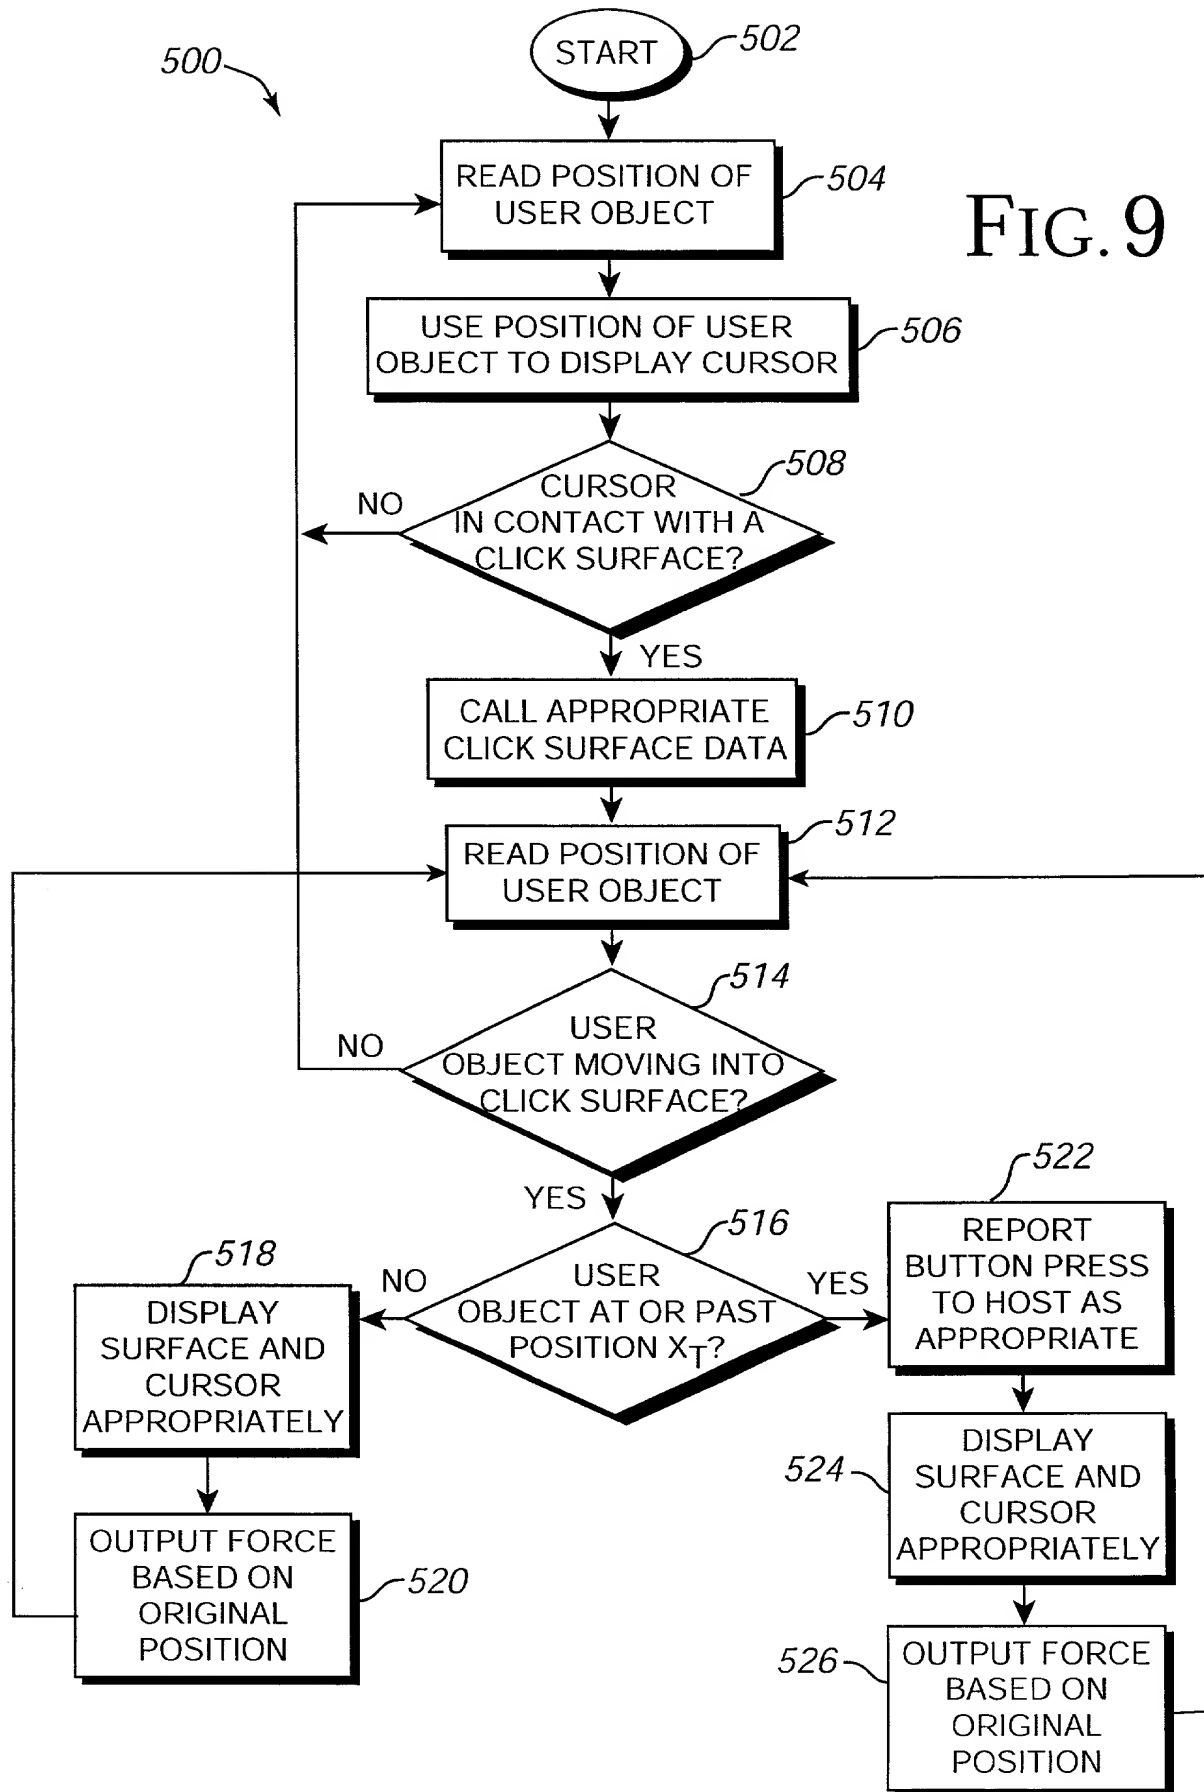 500
START
502
READ POSITION OF
USER OBJECT
504
FIG. 9
USE POSITION OF USER
OBJECT TO DISPLAY CURSOR
506
CURSOR
IN CONTACT WITH A
CLICK SURFACE?
508
NO
YES
CALL APPROPRIATE
CLICK SURFACE DATA
510
READ POSITION OF
USER OBJECT
512
USER
OBJECT MOVING INTO
CLICK SURFACE?
514
NO
YES
USER
OBJECT AT OR PAST
POSITION XT?
516
NO
YES
518
DISPLAY
SURFACE AND
CURSOR
APPROPRIATELY
OUTPUT FORCE
BASED ON
ORIGINAL
POSITION
520
522
REPORT
BUTTON PRESS
TO HOST AS
APPROPRIATE
524
DISPLAY
SURFACE AND
CURSOR
APPROPRIATELY
526
OUTPUT FORCE
BASED ON
ORIGINAL
POSITION